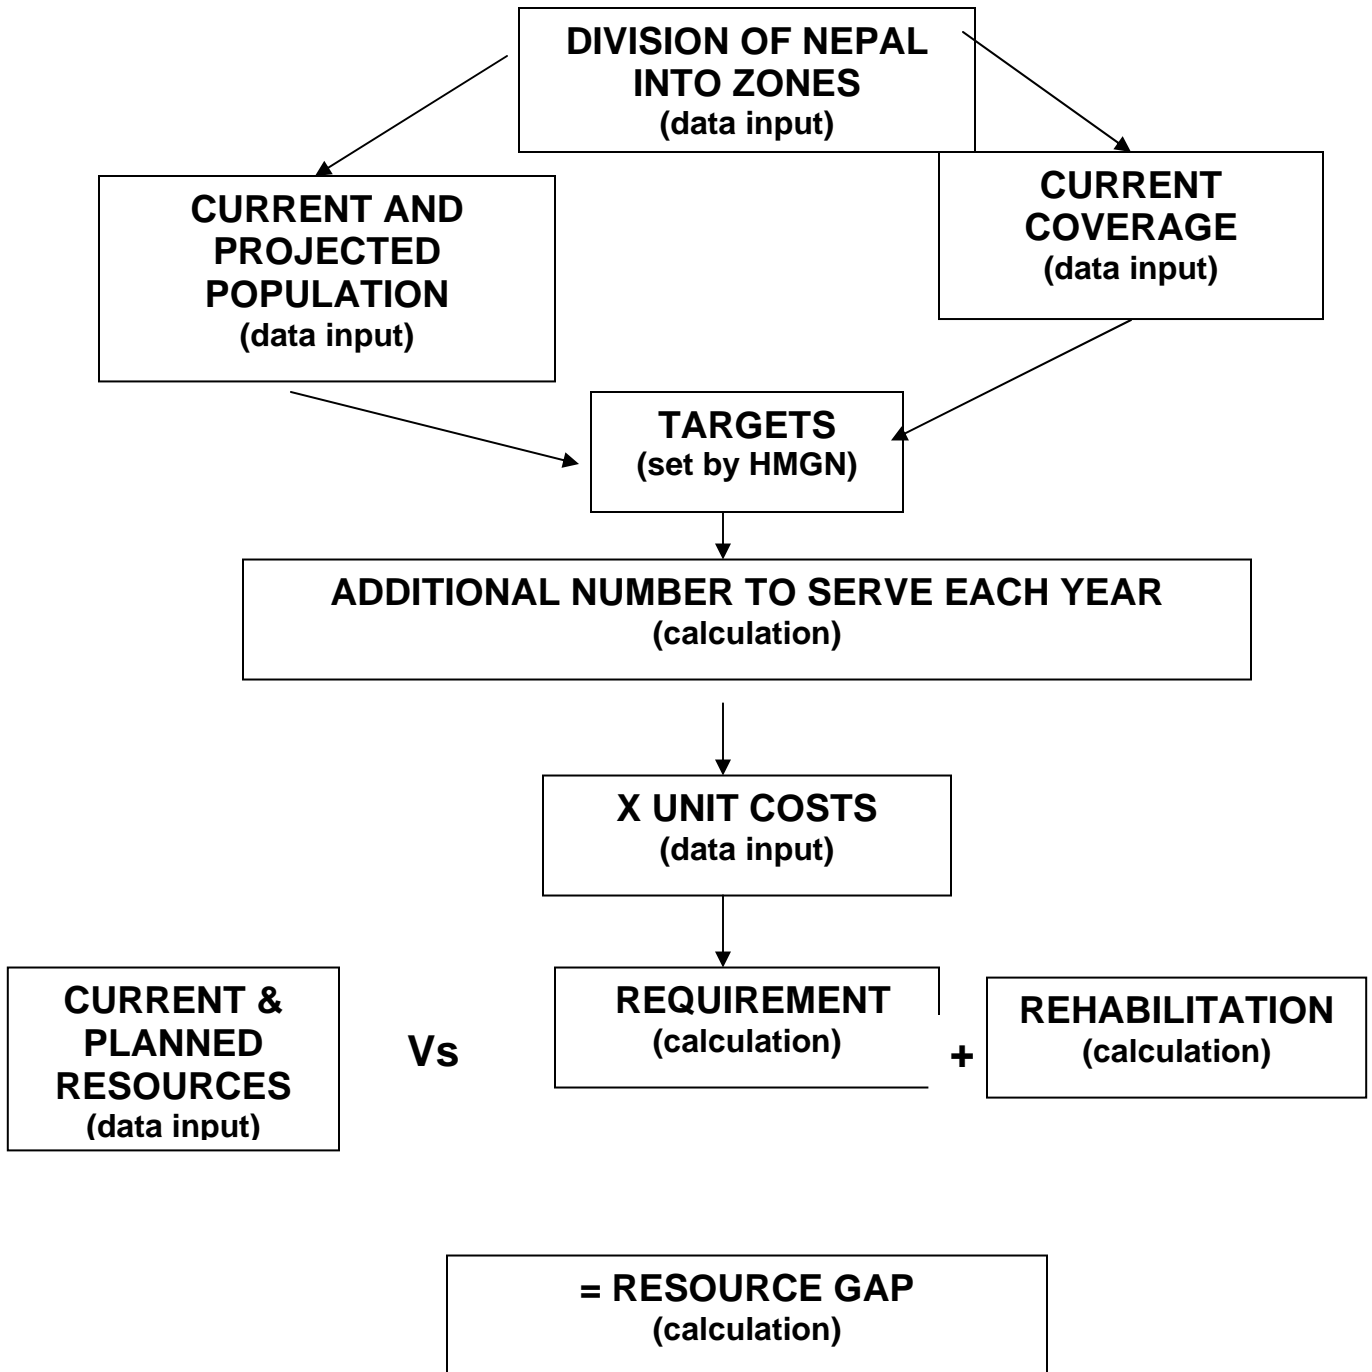 DIVISION OF NEPAL
INTO ZONES
(data input)
CURRENT AND
PROJECTED
POPULATION
(data input)
CURRENT
COVERAGE
(data input)
TARGETS
(set by HMGN)
ADDITIONAL NUMBER TO SERVE EACH YEAR
(calculation)
X UNIT COSTS
(data input)
CURRENT &
PLANNED
RESOURCES
(data input)
Vs
REQUIREMENT
(calculation)
+
REHABILITATION
(calculation)
= RESOURCE GAP
(calculation)